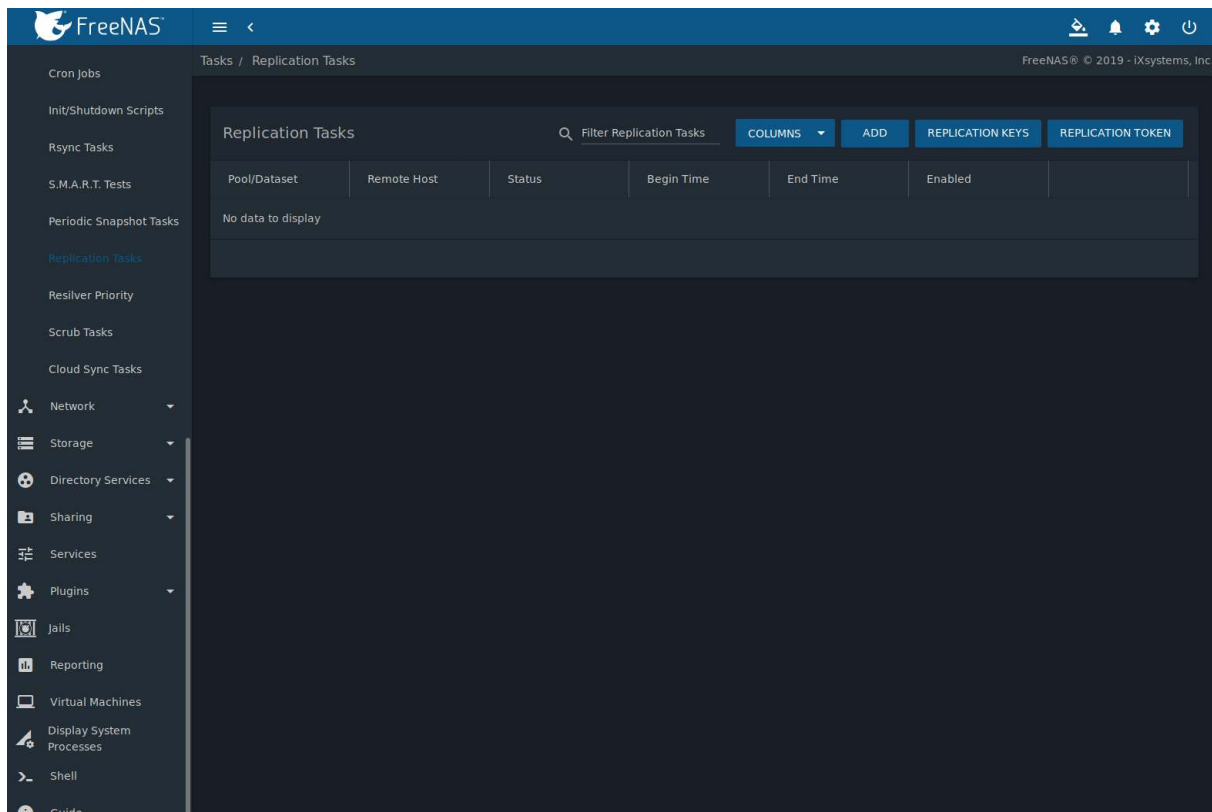 FreeNAS®
Tasks / Replication Tasks
FreeNAS® © 2019 - iXsystems, Inc
Cron Jobs
Init/Shutdown Scripts
Rsync Tasks
S.M.A.R.T. Tests
Periodic Snapshot Tasks
Replication Tasks
Resilver Priority
Scrub Tasks
Cloud Sync Tasks
Network
Storage
Directory Services
Sharing
Services
Plugins
Jails
Reporting
Virtual Machines
Display System
Processes
Shell
Guide
Replication Tasks
Filter Replication Tasks
COLUMNS
ADD
REPLICATION KEYS
REPLICATION TOKEN
Pool/Dataset Remote Host Status Begin Time End Time Enabled
No data to display